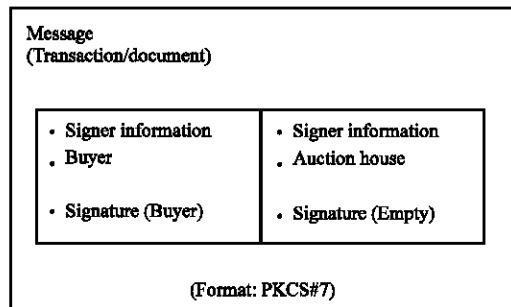 Message
(Transaction/document)
• Signer information
• Buyer
• Signature (Buyer)
• Signer information
• Auction house
• Signature (Empty)
(Format: PKCS#7)